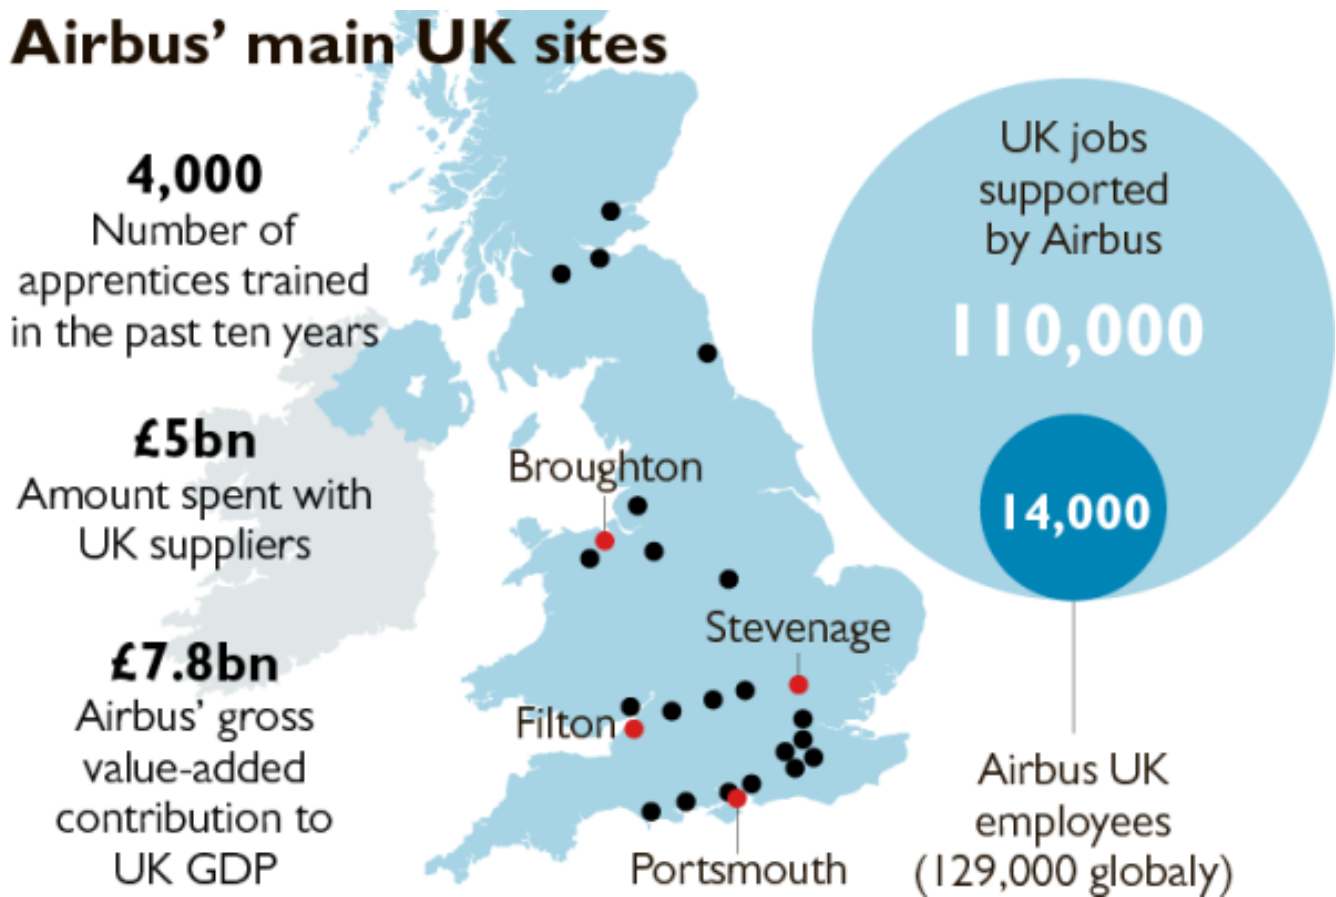 Airbus’ main UK sites
4,000
Number of
apprentices trained
in the past ten years
£5bn
Amount spent with
UK suppliers
£7.8bn
Airbus’ gross
value-added
contribution to
UK GDP
Broughton
Stevenage
Filton
Portsmouth
UK jobs
supported
by Airbus
110,000
14,000
Airbus UK
employees
(129,000 globaly)